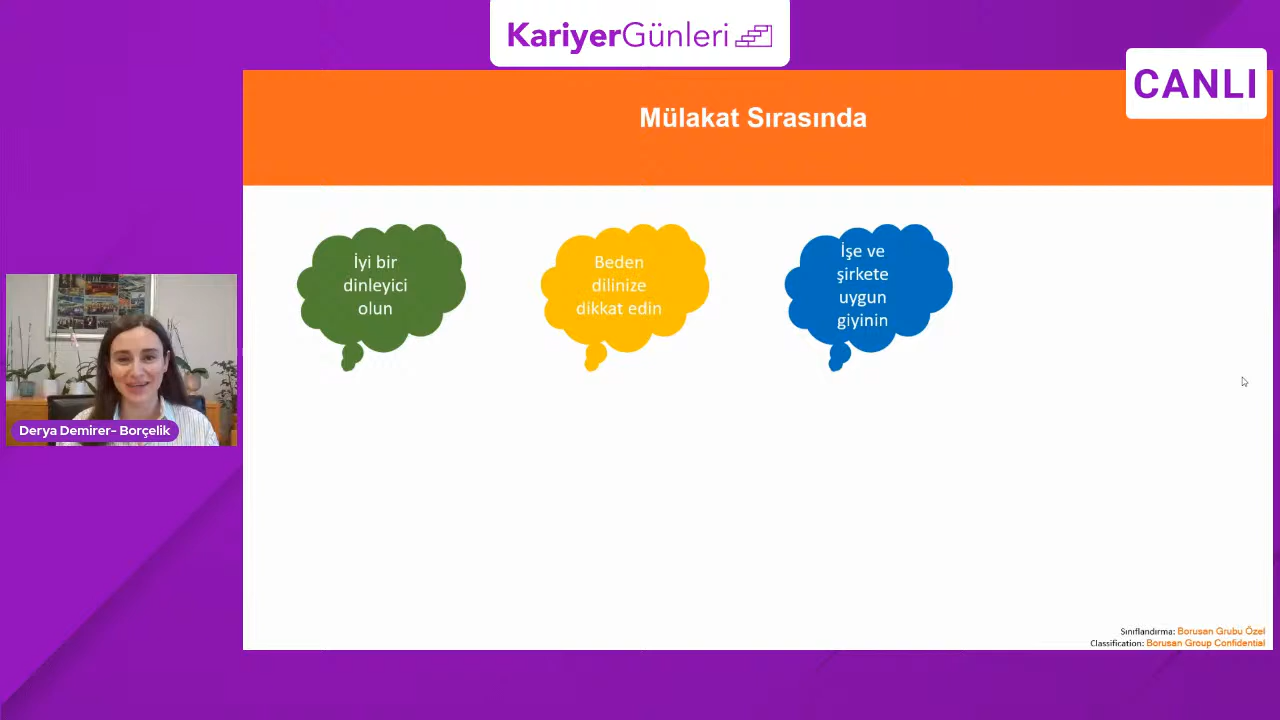 KariyerGünleri
CANLI
Mülakat Sırasında
İyi bir
dinleyici
olun
Beden
dilinize
dikkat edin
İşe ve
şirkete
uygun
giyinin
Derya Demirer- Borçelik
Sınıflandırma: Borusan Grubu Özel
Classification: Borusan Group Confidential